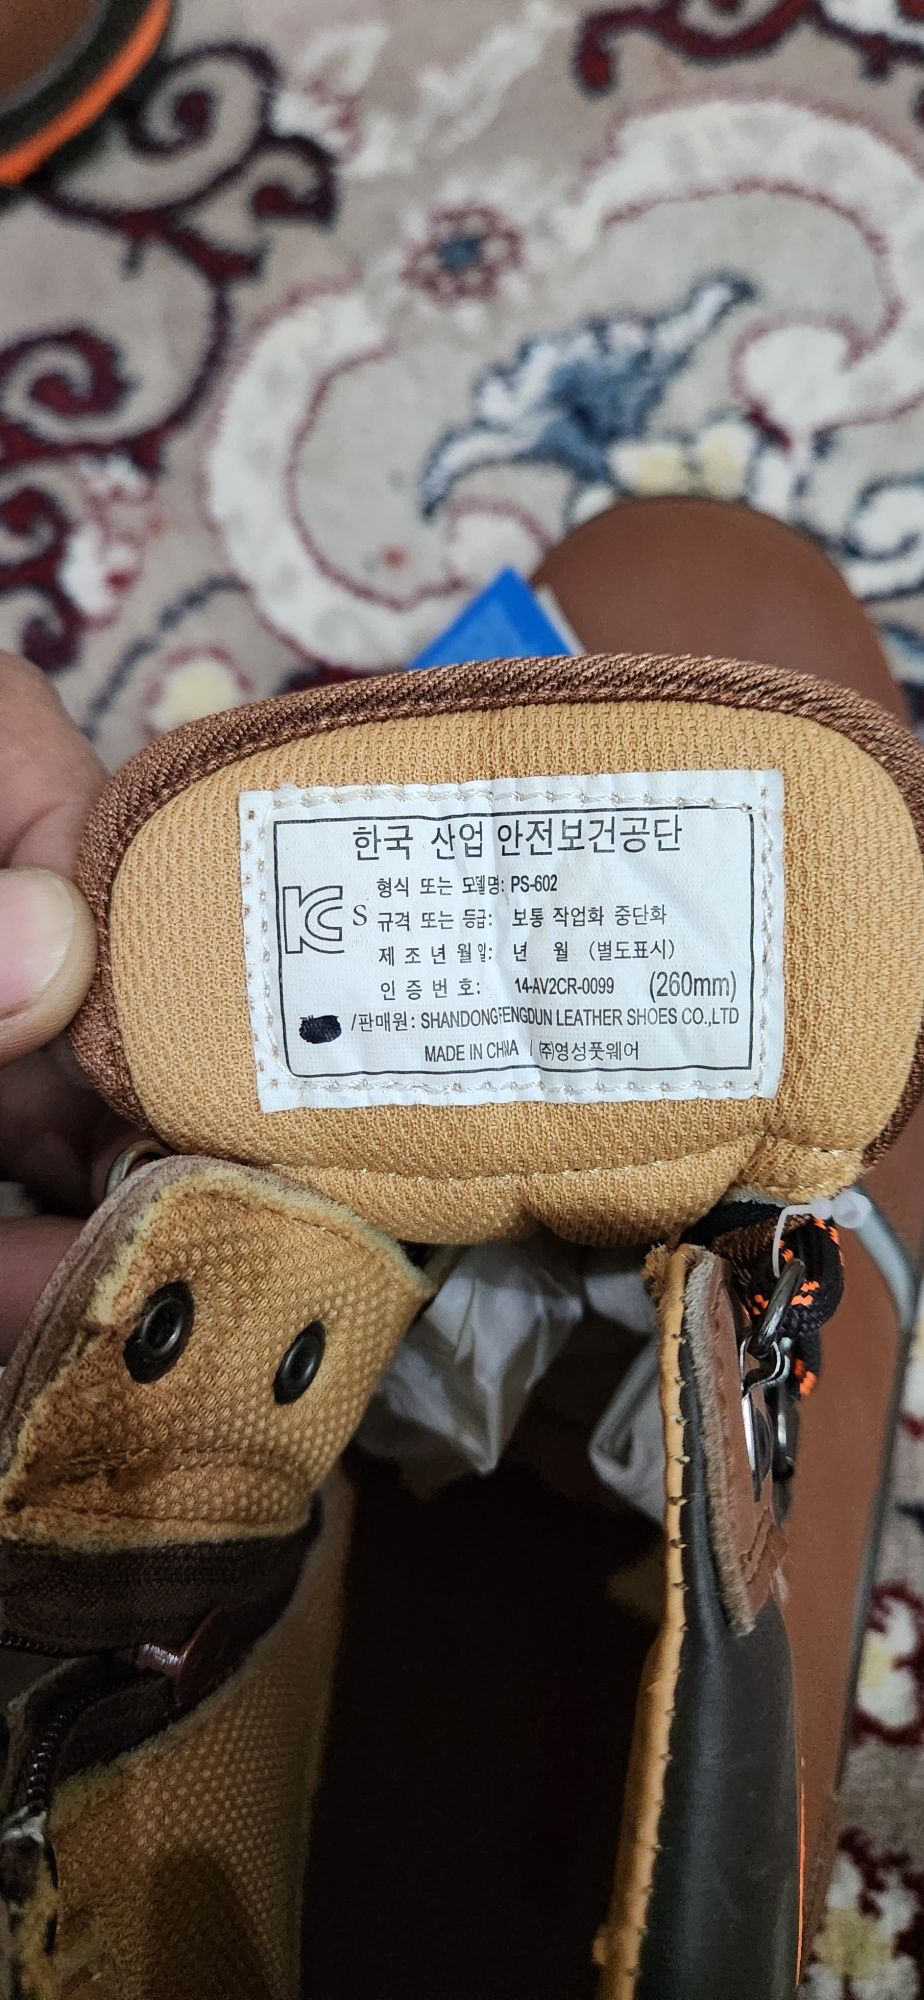 한국 산업 안전보건공단
형식 또는 모델명: PS-602
KC S 규격 또는 등급: 보통 작업화 중단화
제 조 년 월 일: 년 월 (별도표시)
인 증 번 호: 14-AV2CR-0099 (260mm)
/판매원: SHANDONGFENGDUN LEATHER SHOES CO.,LTD
MADE IN CHINA / (주)영성풋웨어